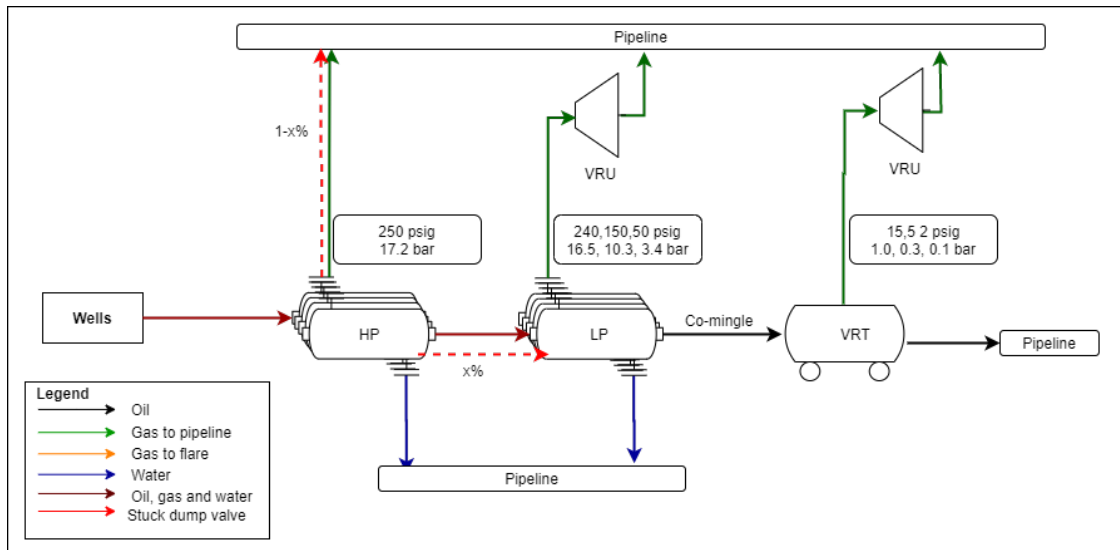 Pipeline
1-x%
VRU
VRU
250 psig
17.2 bar
240,150,50 psig
16.5, 10.3, 3.4 bar
15,5 2 psig
1.0, 0.3, 0.1 bar
Wells
HP
LP
Co-mingle
VRT
Pipeline
x%
Legend
Oil
Gas to pipeline
Gas to flare
Water
Oil, gas and water
Stuck dump valve
Pipeline